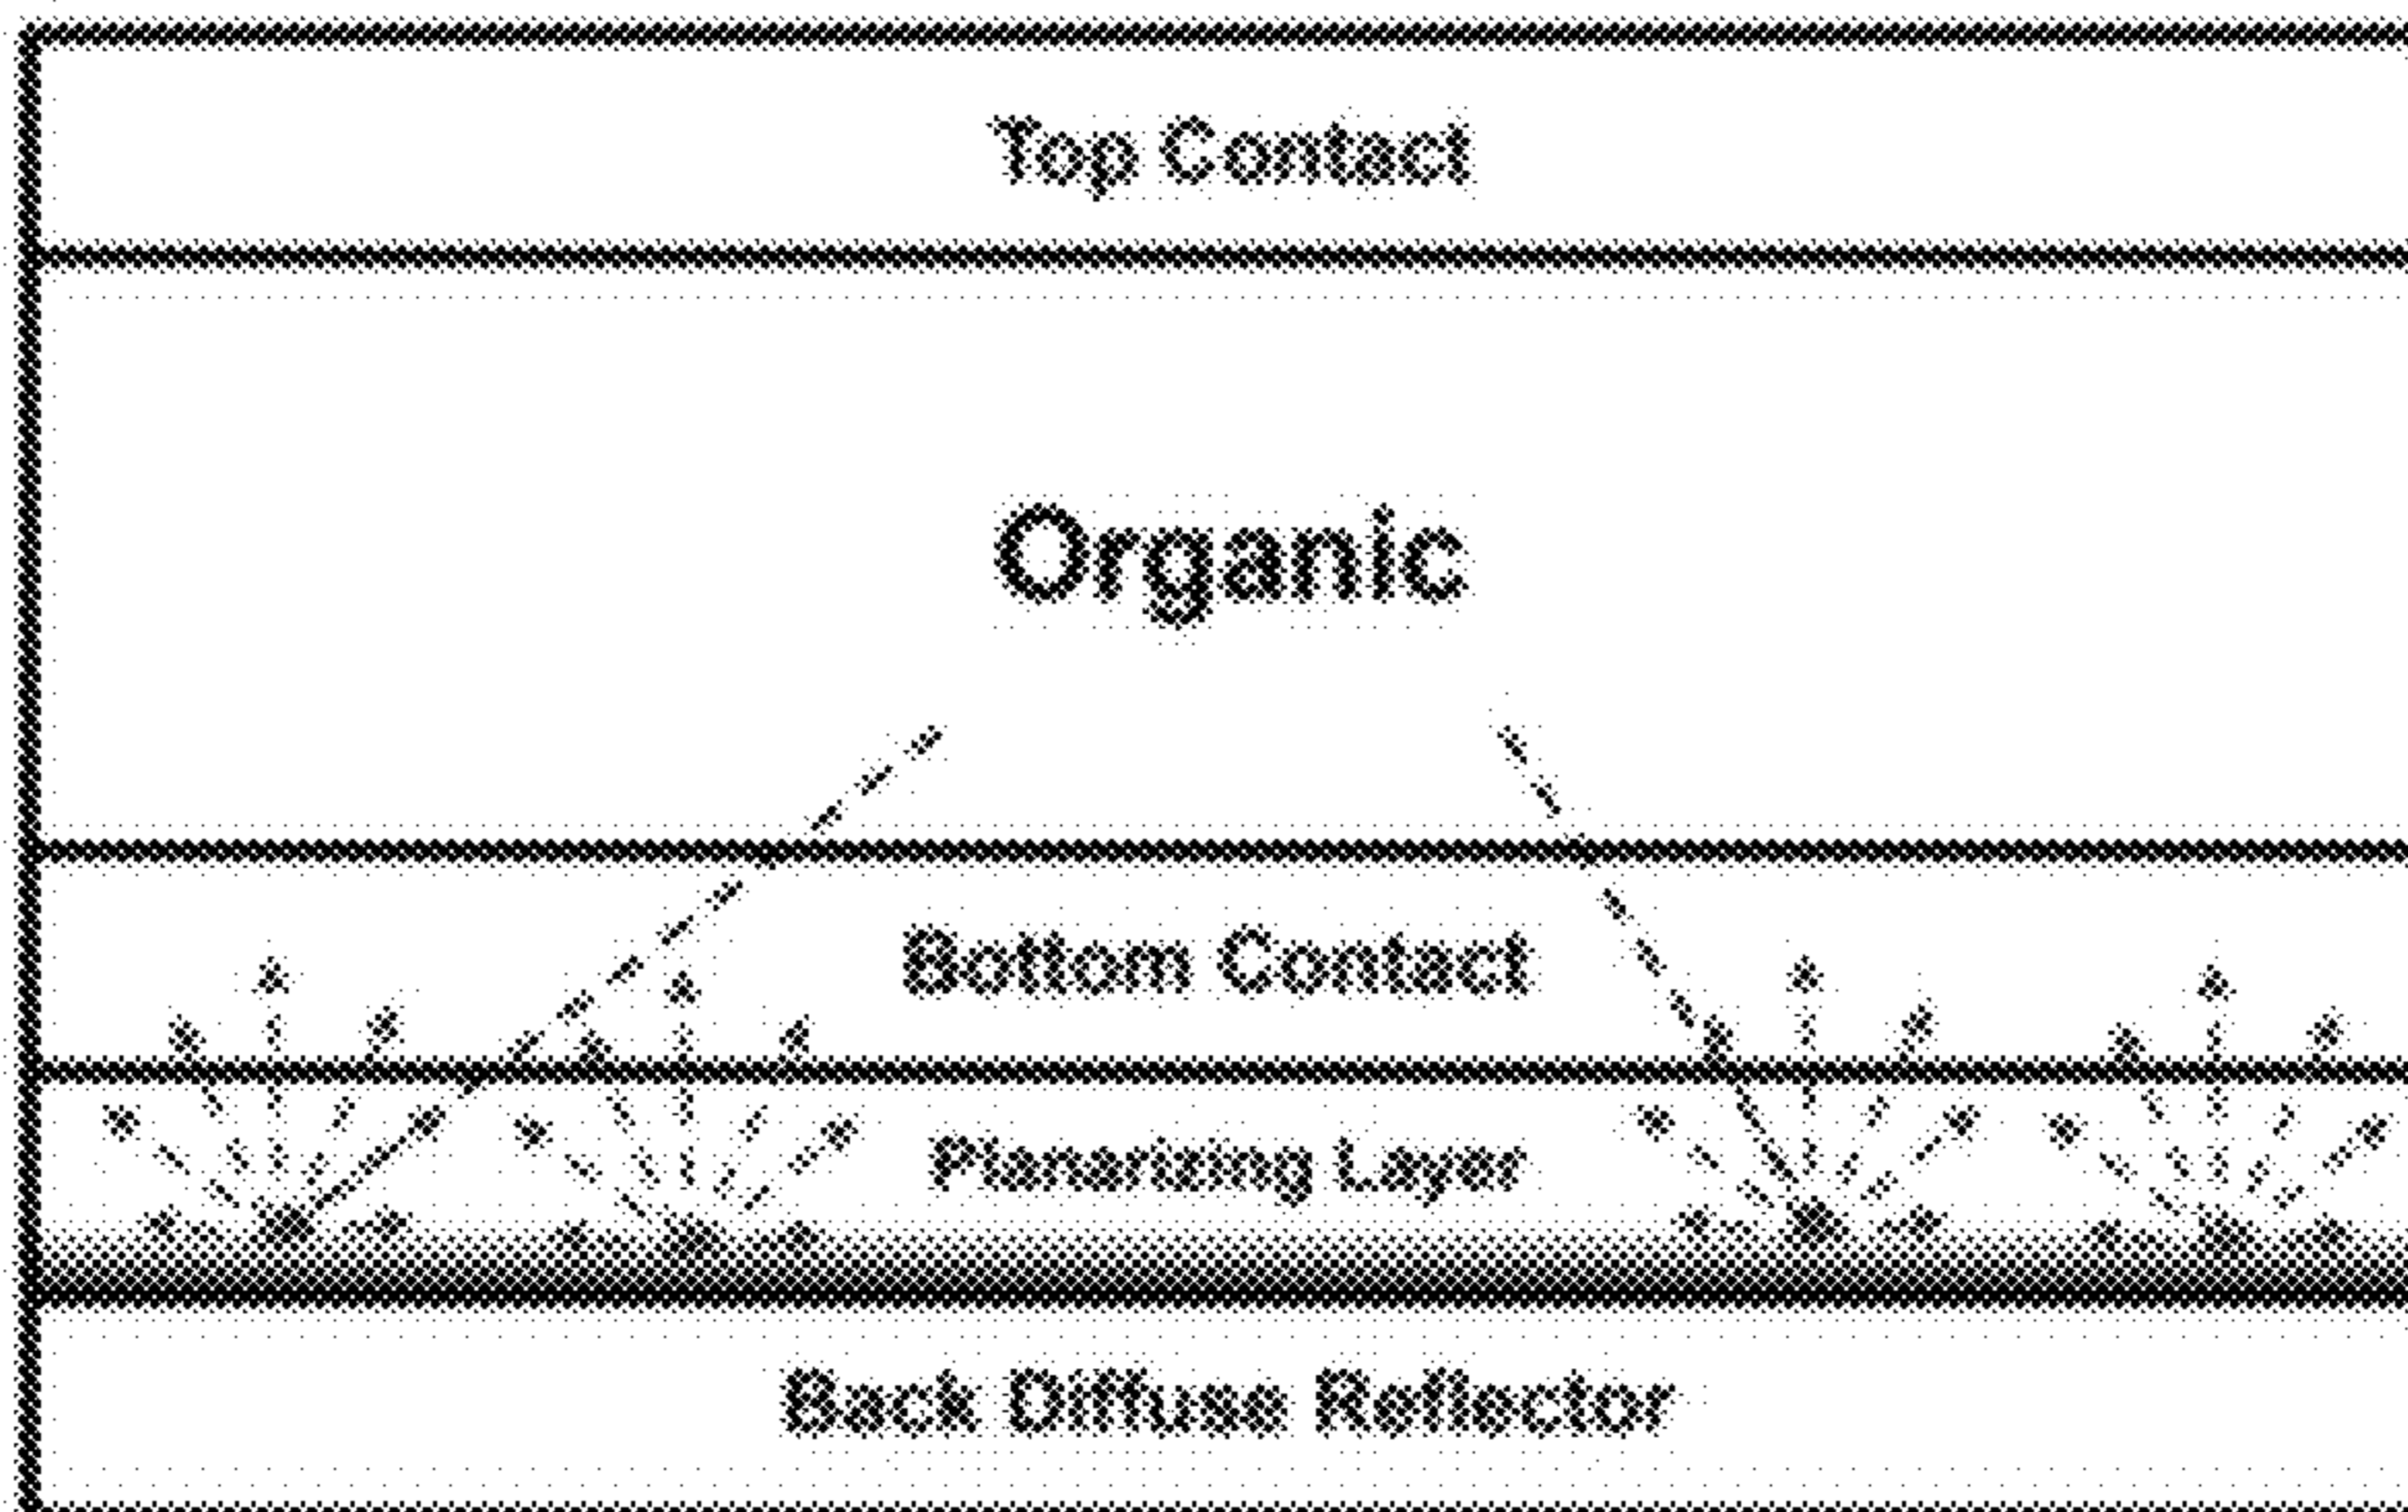 Top Contact
Organic
Bottom Contact
Planarizing Layer
Back Diffuse Reflector